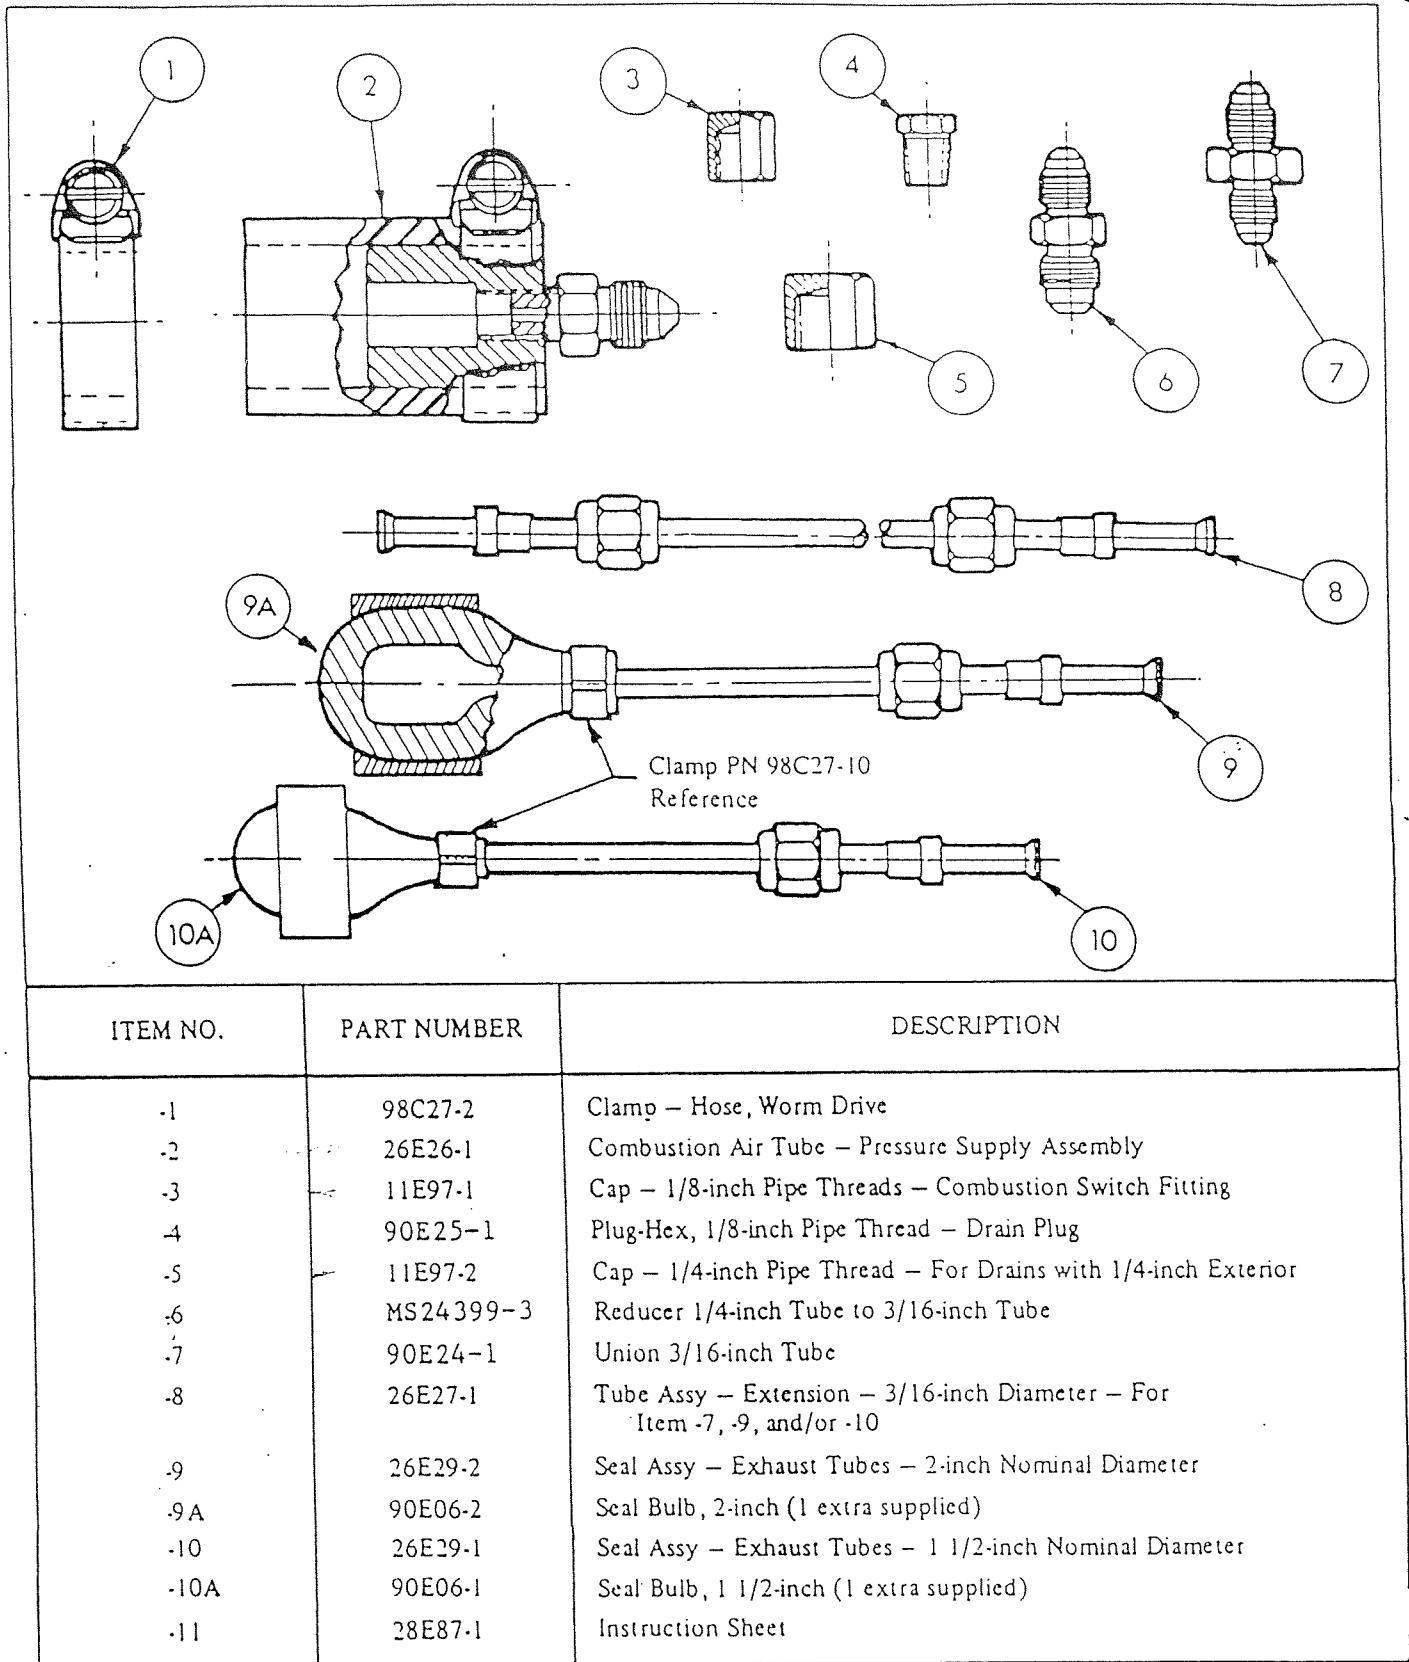 1
2
3
4
5
6
7
8
9A
9
Clamp PN 98C27-10
Reference
10A
10
ITEM NO. PART NUMBER DESCRIPTION
-1 98C27-2 Clamp – Hose, Worm Drive
-2 26E26-1 Combustion Air Tube – Pressure Supply Assembly
-3 11E97-1 Cap – 1/8-inch Pipe Threads – Combustion Switch Fitting
-4 90E25-1 Plug-Hex, 1/8-inch Pipe Thread – Drain Plug
-5 11E97-2 Cap – 1/4-inch Pipe Thread – For Drains with 1/4-inch Exterior
-6 MS24399-3 Reducer 1/4-inch Tube to 3/16-inch Tube
-7 90E24-1 Union 3/16-inch Tube
-8 26E27-1 Tube Assy – Extension – 3/16-inch Diameter – For
Item -7, -9, and/or -10
-9 26E29-2 Seal Assy – Exhaust Tubes – 2-inch Nominal Diameter
-9A 90E06-2 Seal Bulb, 2-inch (1 extra supplied)
-10 26E29-1 Seal Assy – Exhaust Tubes – 1 1/2-inch Nominal Diameter
-10A 90E06-1 Seal Bulb, 1 1/2-inch (1 extra supplied)
-11 28E87-1 Instruction Sheet